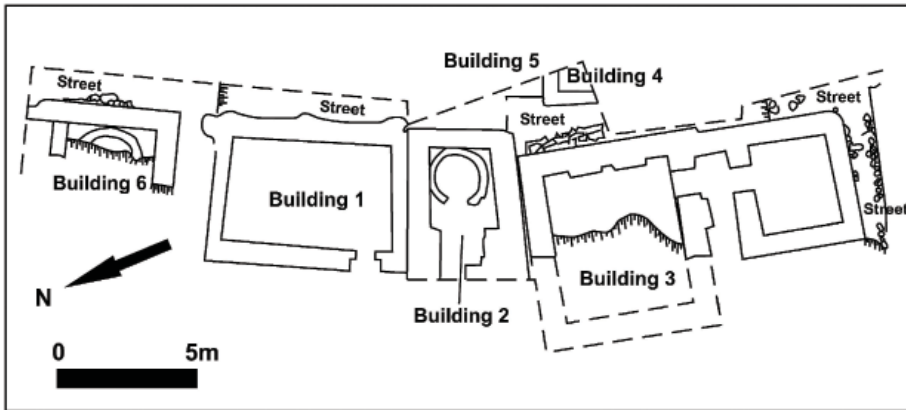 Building 5
Building 4
Street
Street
Street
Street
Building 6
Building 1
Street
Building 3
N
Building 2
0 5m